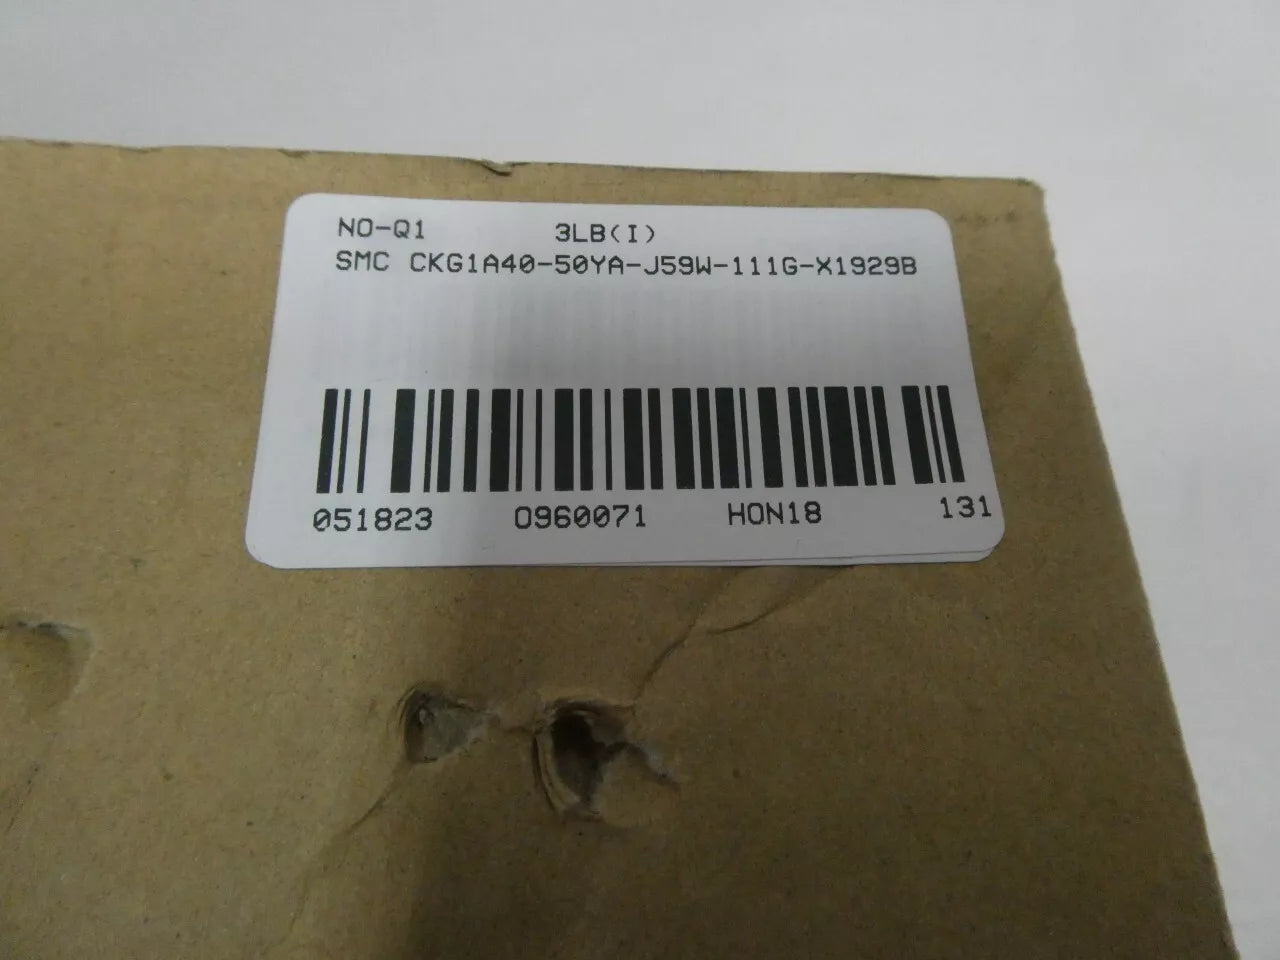 NO-Q1 3LB(I)
SMC CKG1A40-50YA-J59W-111G-X1929B
051823 0960071 HON18 131